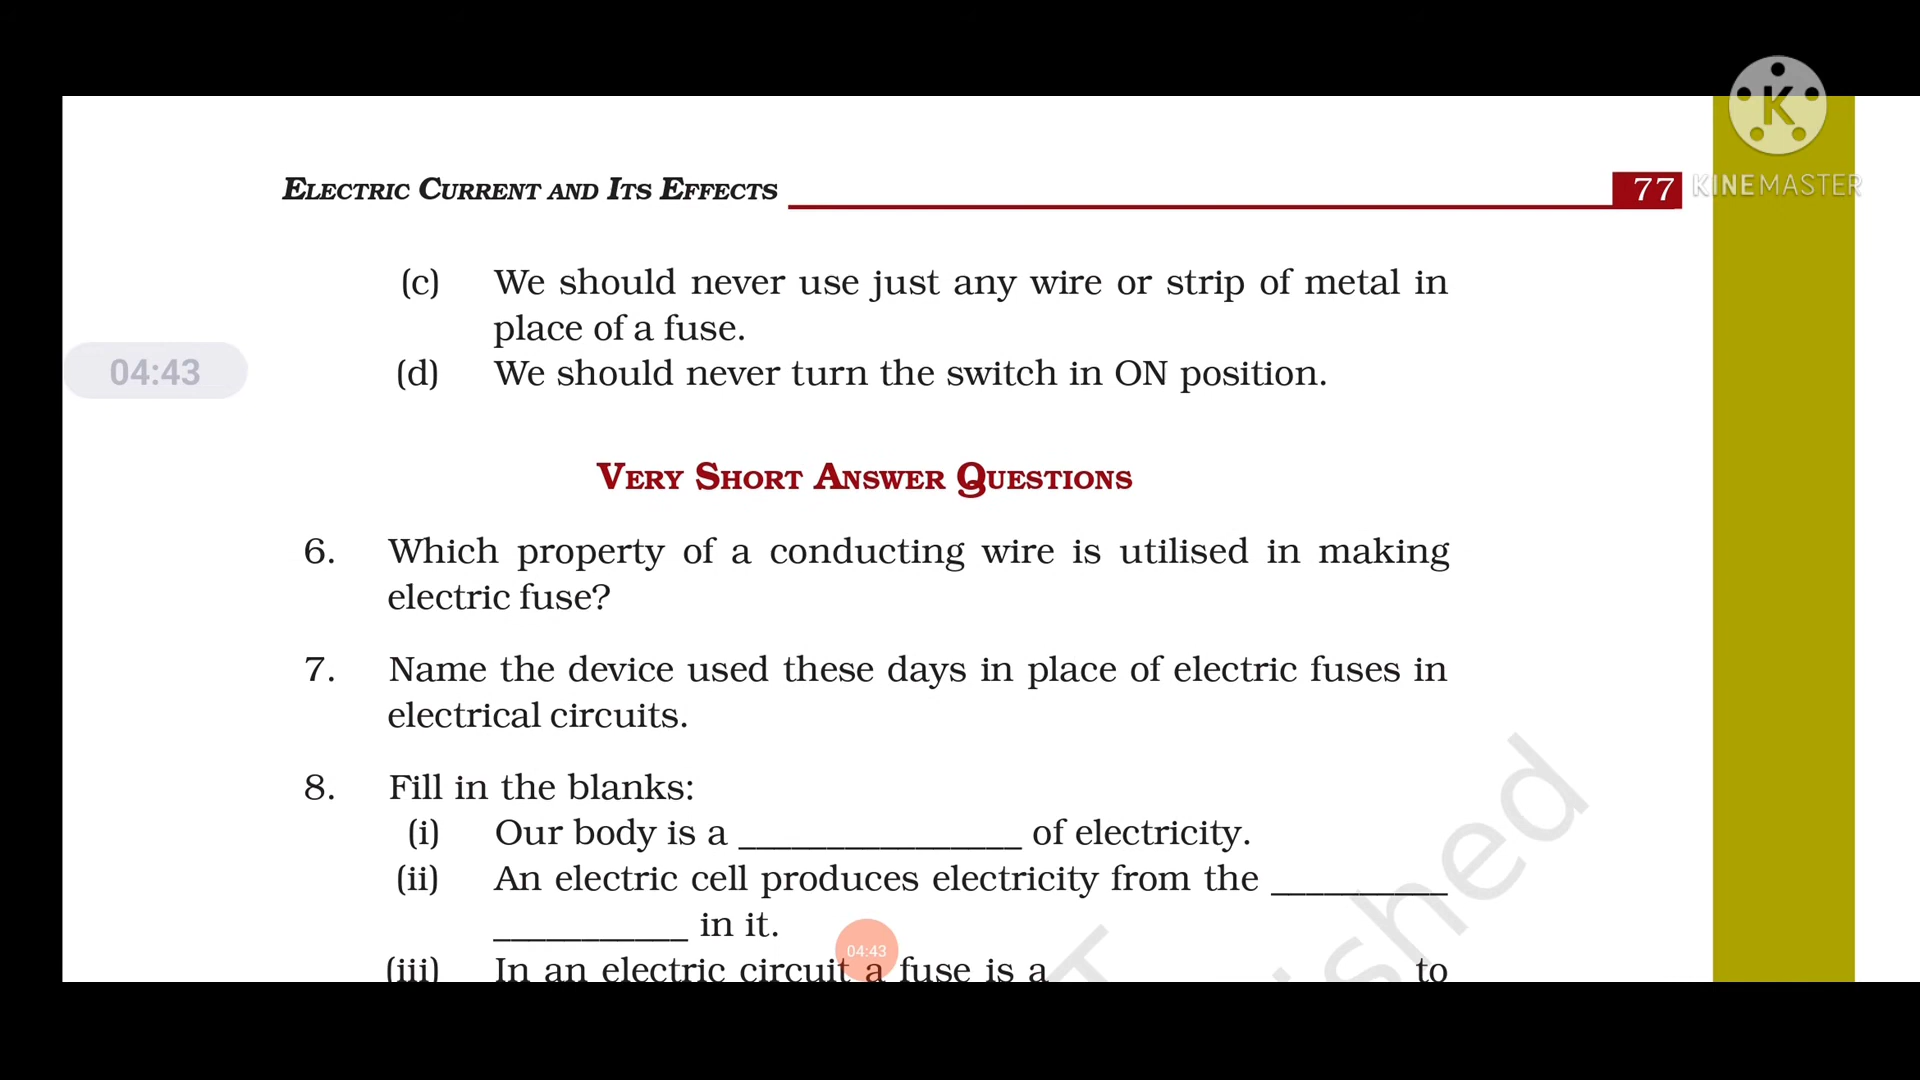 KINEMASTER
ELECTRIC CURRENT AND ITS EFFECTS 77
(c) We should never use just any wire or strip of metal in
place of a fuse.
04:43
(d) We should never turn the switch in ON position.
VERY SHORT ANSWER QUESTIONS
6. Which property of a conducting wire is utilised in making
electric fuse?
7. Name the device used these days in place of electric fuses in
electrical circuits.
8. Fill in the blanks:
(i) Our body is a ________________ of electricity.
(ii) An electric cell produces electricity from the __________
___________ in it.
04:43
(iii) In an electric circuit a fuse is a to
shed